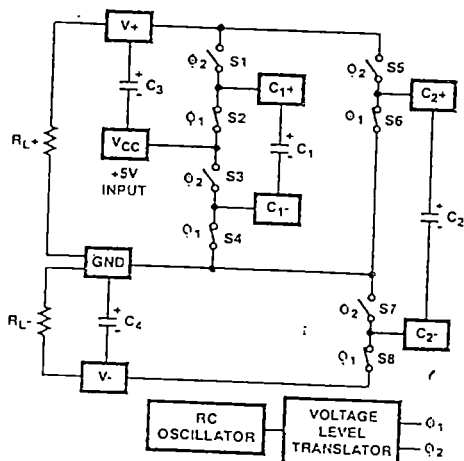 V+
S1
S5
Φ2
Φ2
C3
C1+
C2+
Φ1
S2
Φ1
S6
RL+
VCC
C1
+5V
INPUT
Φ2
S3
C2
C1-
Φ1
S4
GND
RL-
C4
Φ2
S7
C2-
Φ1
S8
V-
RC
OSCILLATOR
VOLTAGE
LEVEL
TRANSLATOR
Φ1
Φ2